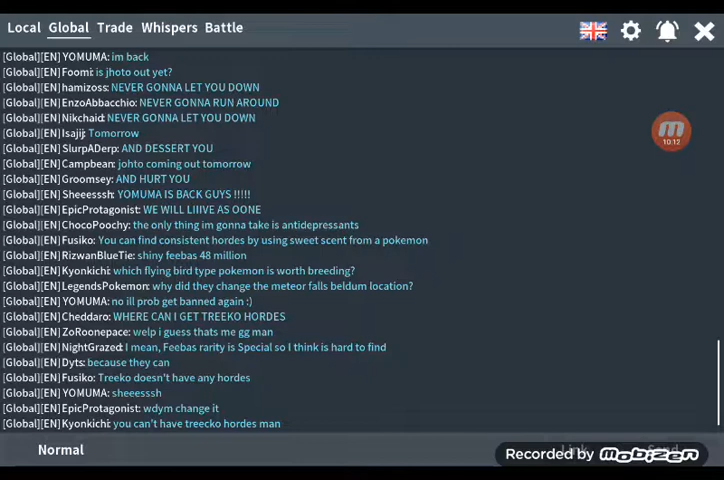 Local Global Trade Whispers Battle
[Global][EN] YOMUMA: im back
[Global][EN] Foomi: is jhoto out yet?
[Global][EN] hamizoss: NEVER GONNA LET YOU DOWN
[Global][EN] EnzoAbbacchio: NEVER GONNA RUN AROUND
[Global][EN] Nikchaid: NEVER GONNA LET YOU DOWN
[Global][EN] Isajij: Tomorrow
[Global][EN] SlurpADerp: AND DESSERT YOU
[Global][EN] Campbean: johto coming out tomorrow
[Global][EN] Groomsey: AND HURT YOU
[Global][EN] Sheeesssh: YOMUMA IS BACK GUYS !!!!!
[Global][EN] EpicProtagonist: WE WILL LIIIVE AS OONE
[Global][EN] ChocoPoochy: the only thing im gonna take is antidepressants
[Global][EN] Fusiko: You can find consistent hordes by using sweet scent from a pokemon
[Global][EN] RizwanBlueTie: shiny feebas 48 million
[Global][EN] Kyonkichi: which flying bird type pokemon is worth breeding?
[Global][EN] LegendsPokemon: why did they change the meteor falls beldum location?
[Global][EN] YOMUMA: no ill prob get banned again :)
[Global][EN] Cheddaro: WHERE CAN I GET TREEKO HORDES
[Global][EN] ZoRoonepace: welp i guess thats me gg man
[Global][EN] NightGrazed: I mean, Feebas rarity is Special so I think is hard to find
[Global][EN] Dyts: because they can
[Global][EN] Fusiko: Treeko doesn't have any hordes
[Global][EN] YOMUMA: sheeesssh
[Global][EN] EpicProtagonist: wdym change it
[Global][EN] Kyonkichi: you can't have treecko hordes man
10:12
Normal
Link Send
Recorded by mobizen